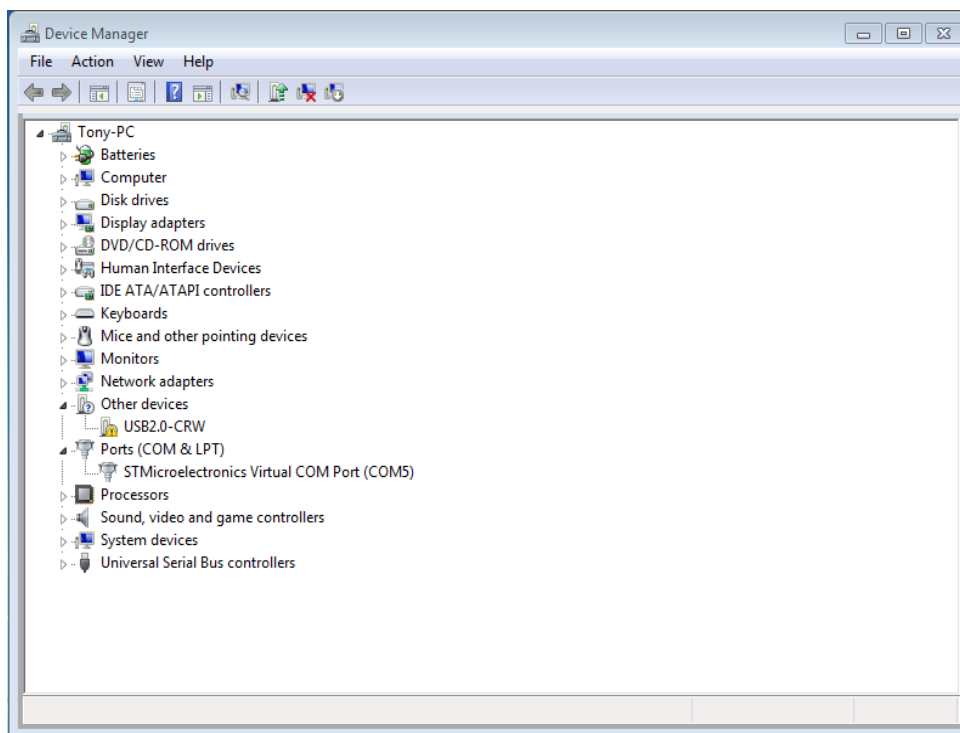 Device Manager
File Action View Help
Tony-PC
Batteries
Computer
Disk drives
Display adapters
DVD/CD-ROM drives
Human Interface Devices
IDE ATA/ATAPI controllers
Keyboards
Mice and other pointing devices
Monitors
Network adapters
Other devices
USB2.0-CRW
Ports (COM & LPT)
STMicroelectronics Virtual COM Port (COM5)
Processors
Sound, video and game controllers
System devices
Universal Serial Bus controllers